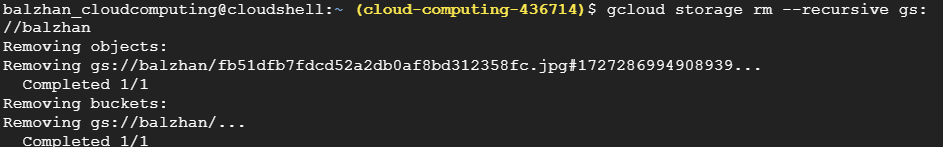 balzhan_cloudcomputing@cloudshell:~ (cloud-computing-436714)$ gcloud storage rm --recursive gs:
//balzhan
Removing objects:
Removing gs://balzhan/fb51dfb7fdcd52a2db0af8bd312358fc.jpg#1727286994908939...
  Completed 1/1
Removing buckets:
Removing gs://balzhan/...
  Completed 1/1